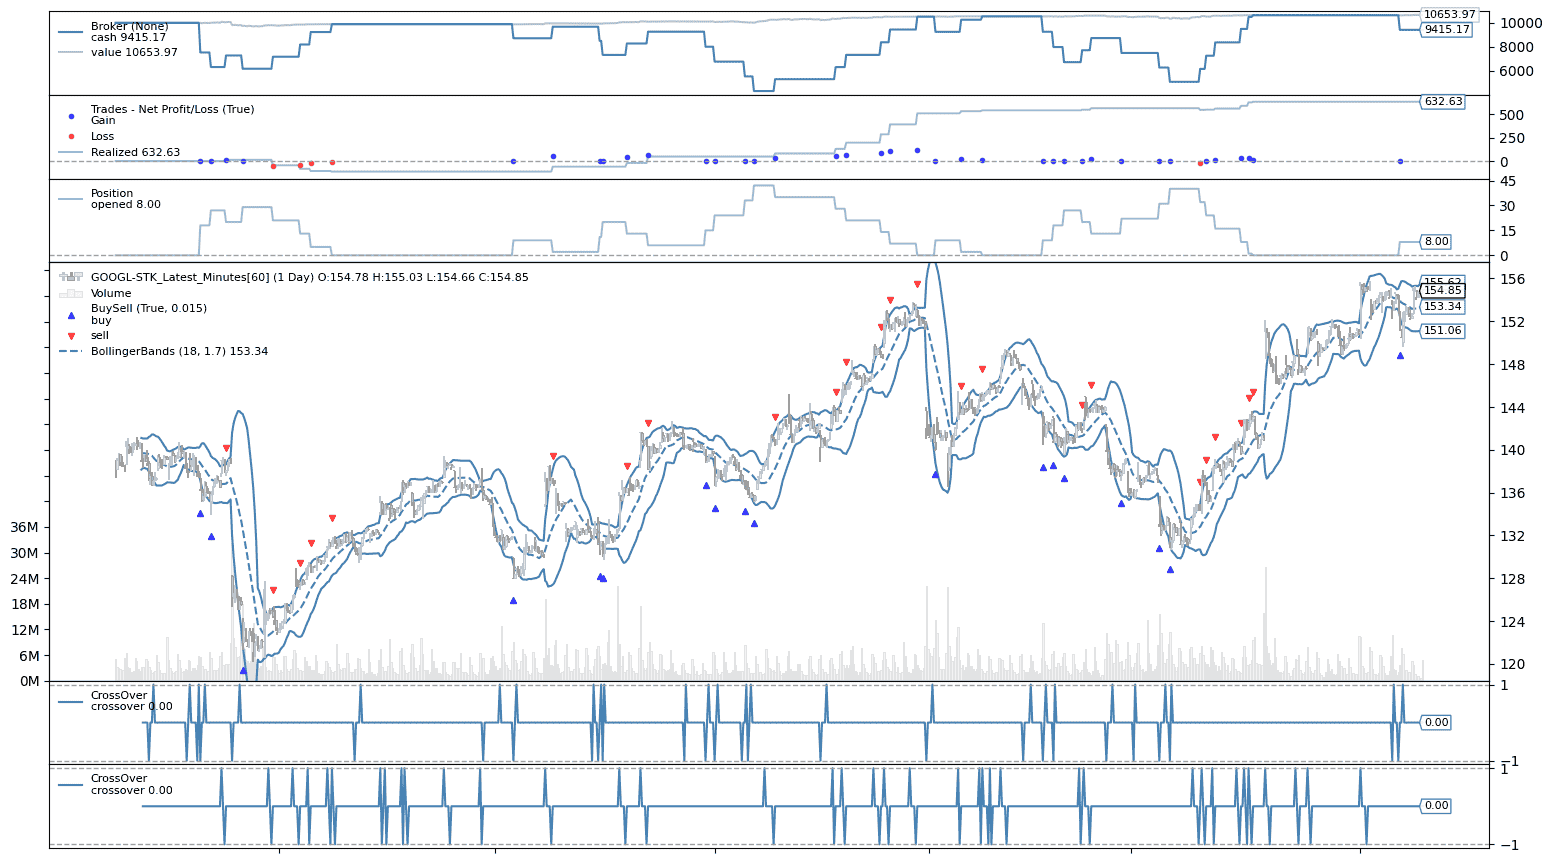 Broker (None)
cash 9415.17
value 10653.97
10653.97
9415.17
10000
8000
6000
Trades - Net Profit/Loss (True)
Gain
Loss
Realized 632.63
632.63
500
250
0
Position
opened 8.00
8.00
45
30
15
0
GOOGL-STK_Latest_Minutes[60] (1 Day) O:154.78 H:155.03 L:154.66 C:154.85
Volume
BuySell (True, 0.015)
buy
sell
BollingerBands (18, 1.7) 153.34
155.62
154.85
153.34
151.06
156
152
148
144
140
136
132
128
124
120
36M
30M
24M
18M
12M
6M
0M
CrossOver
crossover 0.00
0.00
1
−1
CrossOver
crossover 0.00
0.00
1
−1